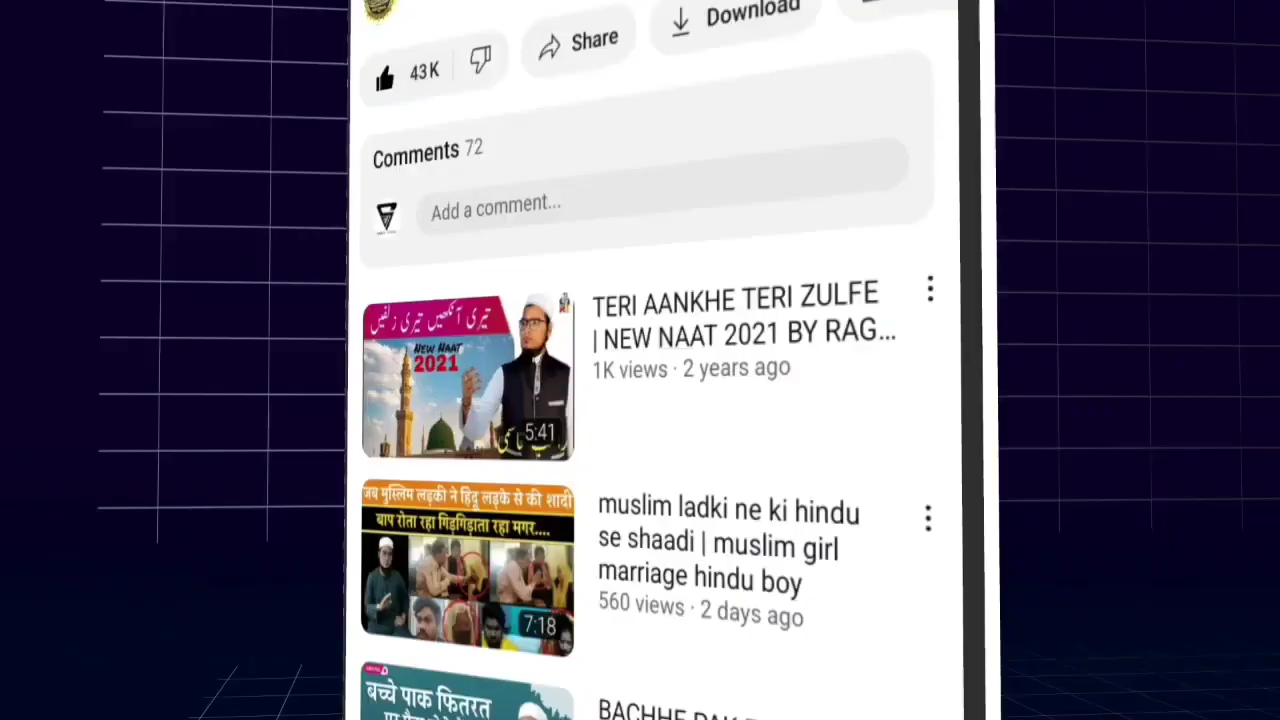 43K
Share
Download
Comments 72
Add a comment...
تیری آنکھیں تیری زلفیں
NEW NAAT
2021
5:41
TERI AANKHE TERI ZULFE
| NEW NAAT 2021 BY RAG...
1K views · 2 years ago
जब मुस्लिम लड़की ने हिंदू लड़के से की शादी
बाप रोता रहा गिड़गिड़ाता रहा मगर....
7:18
muslim ladki ne ki hindu
se shaadi | muslim girl
marriage hindu boy
560 views · 2 days ago
बच्चे पाक फितरत